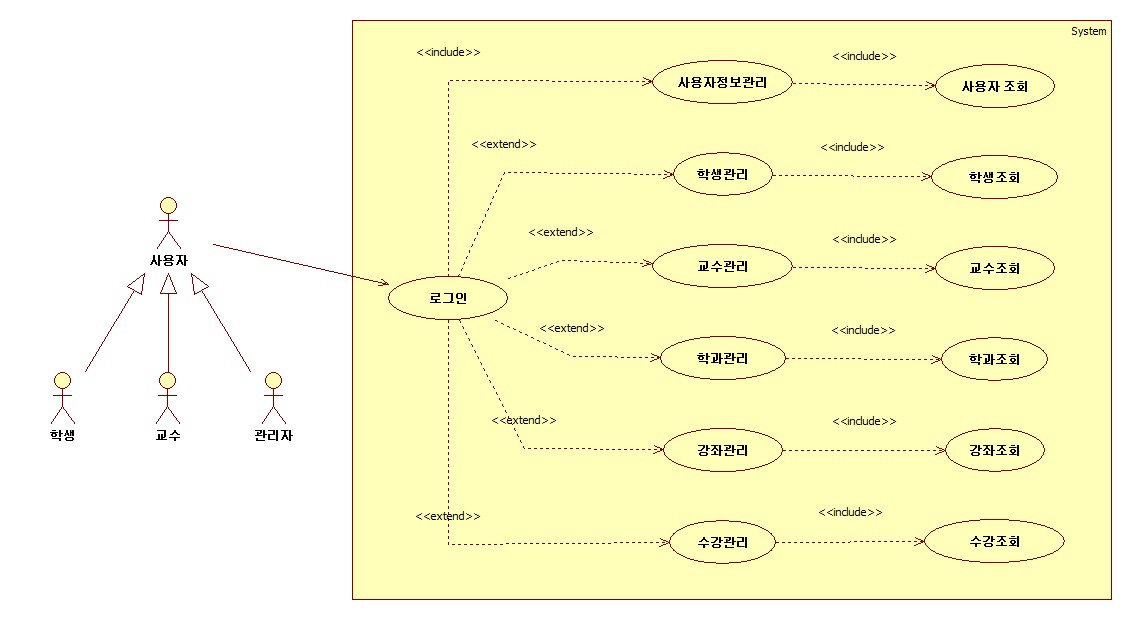 System
<<include>>
<<include>>
사용자정보관리
사용자 조회
<<extend>>
<<include>>
학생관리
학생조회
<<extend>>
<<include>>
사용자
교수관리
교수조회
로그인
<<extend>>
<<include>>
학과관리
학과조회
학생
교수
관리자
<<extend>>
<<include>>
강좌관리
강좌조회
<<extend>>
<<include>>
수강관리
수강조회